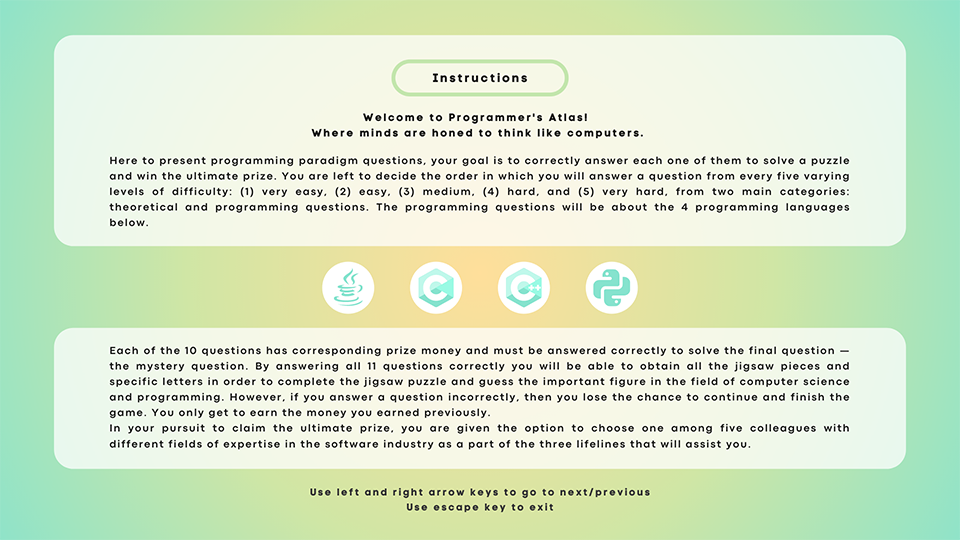 Instructions
Welcome to Programmer's Atlas!
Where minds are honed to think like computers.
Here to present programming paradigm questions, your goal is to correctly answer each one of them to solve a puzzle
and win the ultimate prize. You are left to decide the order in which you will answer a question from every five varying
levels of difficulty: (1) very easy, (2) easy, (3) medium, (4) hard, and (5) very hard, from two main categories:
theoretical and programming questions. The programming questions will be about the 4 programming languages
below.
C C++
Each of the 10 questions has corresponding prize money and must be answered correctly to solve the final question —
the mystery question. By answering all 11 questions correctly you will be able to obtain all the jigsaw pieces and
specific letters in order to complete the jigsaw puzzle and guess the important figure in the field of computer science
and programming. However, if you answer a question incorrectly, then you lose the chance to continue and finish the
game. You only get to earn the money you earned previously.
In your pursuit to claim the ultimate prize, you are given the option to choose one among five colleagues with
different fields of expertise in the software industry as a part of the three lifelines that will assist you.
Use left and right arrow keys to go to next/previous
Use escape key to exit